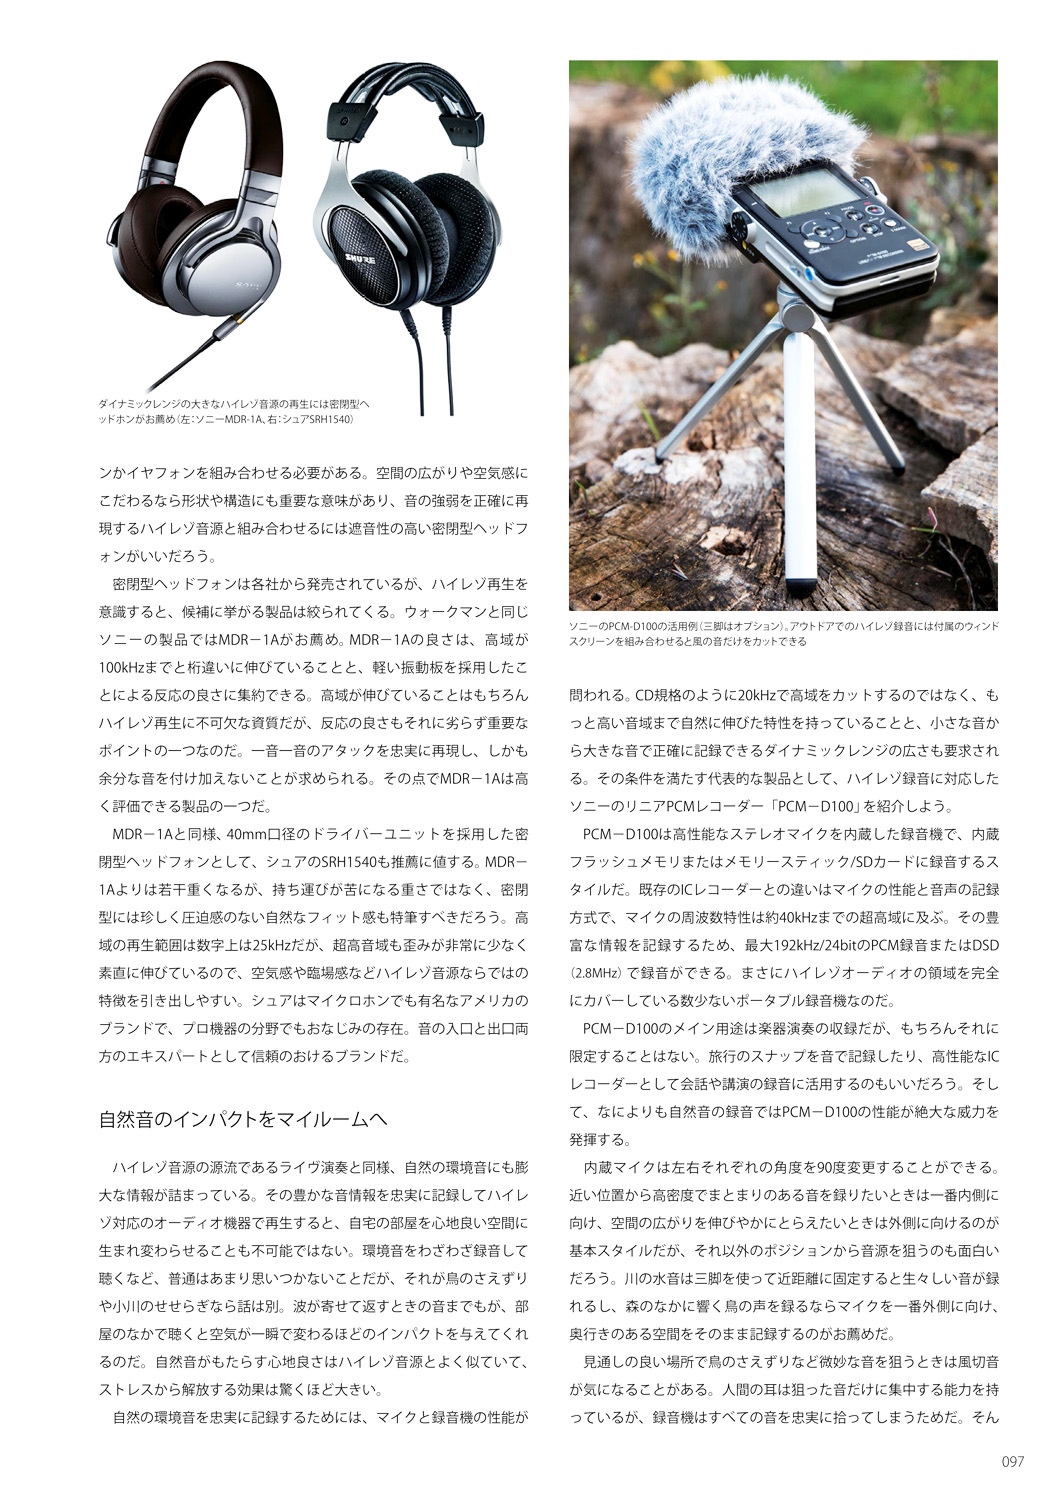 SONY
SHURE
ダイナミックレンジの大きなハイレゾ音源の再生には密閉型ヘ
ッドホンがお薦め(左:ソニーMDR-1A、右:シュアSRH1540)
ンかイヤフォンを組み合わせる必要がある。空間の広がりや空気感に
こだわるなら形状や構造にも重要な意味があり、音の強弱を正確に再
現するハイレゾ音源と組み合わせるには遮音性の高い密閉型ヘッドフ
ォンがいいだろう。
密閉型ヘッドフォンは各社から発売されているが、ハイレゾ再生を
意識すると、候補に挙がる製品は絞られてくる。ウォークマンと同じ
ソニーの製品ではMDR−1Aがお薦め。MDR−1Aの良さは、高域が
100kHzまでと桁違いに伸びていることと、軽い振動板を採用したこ
とによる反応の良さに集約できる。高域が伸びていることはもちろん
ハイレゾ再生に不可欠な資質だが、反応の良さもそれに劣らず重要な
ポイントの一つなのだ。一音一音のアタックを忠実に再現し、しかも
余分な音を付け加えないことが求められる。その点でMDR−1Aは高
く評価できる製品の一つだ。
MDR−1Aと同様、40mm口径のドライバーユニットを採用した密
閉型ヘッドフォンとして、シュアのSRH1540も推薦に値する。MDR−
1Aよりは若干重くなるが、持ち運びが苦になる重さではなく、密閉
型には珍しく圧迫感のない自然なフィット感も特筆すべきだろう。高
域の再生範囲は数字上は25kHzだが、超高音域も歪みが非常に少なく
素直に伸びているので、空気感や臨場感などハイレゾ音源ならではの
特徴を引き出しやすい。シュアはマイクロホンでも有名なアメリカの
ブランドで、プロ機器の分野でもおなじみの存在。音の入口と出口両
方のエキスパートとして信頼のおけるブランドだ。
自然音のインパクトをマイルームへ
ハイレゾ音源の源流であるライヴ演奏と同様、自然の環境音にも膨
大な情報が詰まっている。その豊かな音情報を忠実に記録してハイレ
ゾ対応のオーディオ機器で再生すると、自宅の部屋を心地良い空間に
生まれ変わらせることも不可能ではない。環境音をわざわざ録音して
聴くなど、普通はあまり思いつかないことだが、それが鳥のさえずり
や小川のせせらぎなら話は別。波が寄せて返すときの音までもが、部
屋のなかで聴くと空気が一瞬で変わるほどのインパクトを与えてくれ
るのだ。自然音がもたらす心地良さはハイレゾ音源とよく似ていて、
ストレスから解放する効果は驚くほど大きい。
自然の環境音を忠実に記録するためには、マイクと録音機の性能が
ソニーのPCM-D100の活用例(三脚はオプション)。アウトドアでのハイレゾ録音には付属のウィンド
スクリーンを組み合わせると風の音だけをカットできる
問われる。CD規格のように20kHzで高域をカットするのではなく、も
っと高い音域まで自然に伸びた特性を持っていることと、小さな音か
ら大きな音で正確に記録できるダイナミックレンジの広さも要求され
る。その条件を満たす代表的な製品として、ハイレゾ録音に対応した
ソニーのリニアPCMレコーダー「PCM−D100」を紹介しよう。
PCM−D100は高性能なステレオマイクを内蔵した録音機で、内蔵
フラッシュメモリまたはメモリースティック/SDカードに録音するス
タイルだ。既存のICレコーダーとの違いはマイクの性能と音声の記録
方式で、マイクの周波数特性は約40kHzまでの超高域に及ぶ。その豊
富な情報を記録するため、最大192kHz/24bitのPCM録音またはDSD
(2.8MHz)で録音ができる。まさにハイレゾオーディオの領域を完全
にカバーしている数少ないポータブル録音機なのだ。
PCM−D100のメイン用途は楽器演奏の収録だが、もちろんそれに
限定することはない。旅行のスナップを音で記録したり、高性能なIC
レコーダーとして会話や講演の録音に活用するのもいいだろう。そし
て、なによりも自然音の録音ではPCM−D100の性能が絶大な威力を
発揮する。
内蔵マイクは左右それぞれの角度を90度変更することができる。
近い位置から高密度でまとまりのある音を録りたいときは一番内側に
向け、空間の広がりを伸びやかにとらえたいときは外側に向けるのが
基本スタイルだが、それ以外のポジションから音源を狙うのも面白い
だろう。川の水音は三脚を使って近距離に固定すると生々しい音が録
れるし、森のなかに響く鳥の声を録るならマイクを一番外側に向け、
奥行きのある空間をそのまま記録するのがお薦めだ。
見通しの良い場所で鳥のさえずりなど微妙な音を狙うときは風切音
が気になることがある。人間の耳は狙った音だけに集中する能力を持
っているが、録音機はすべての音を忠実に拾ってしまうためだ。そん
097